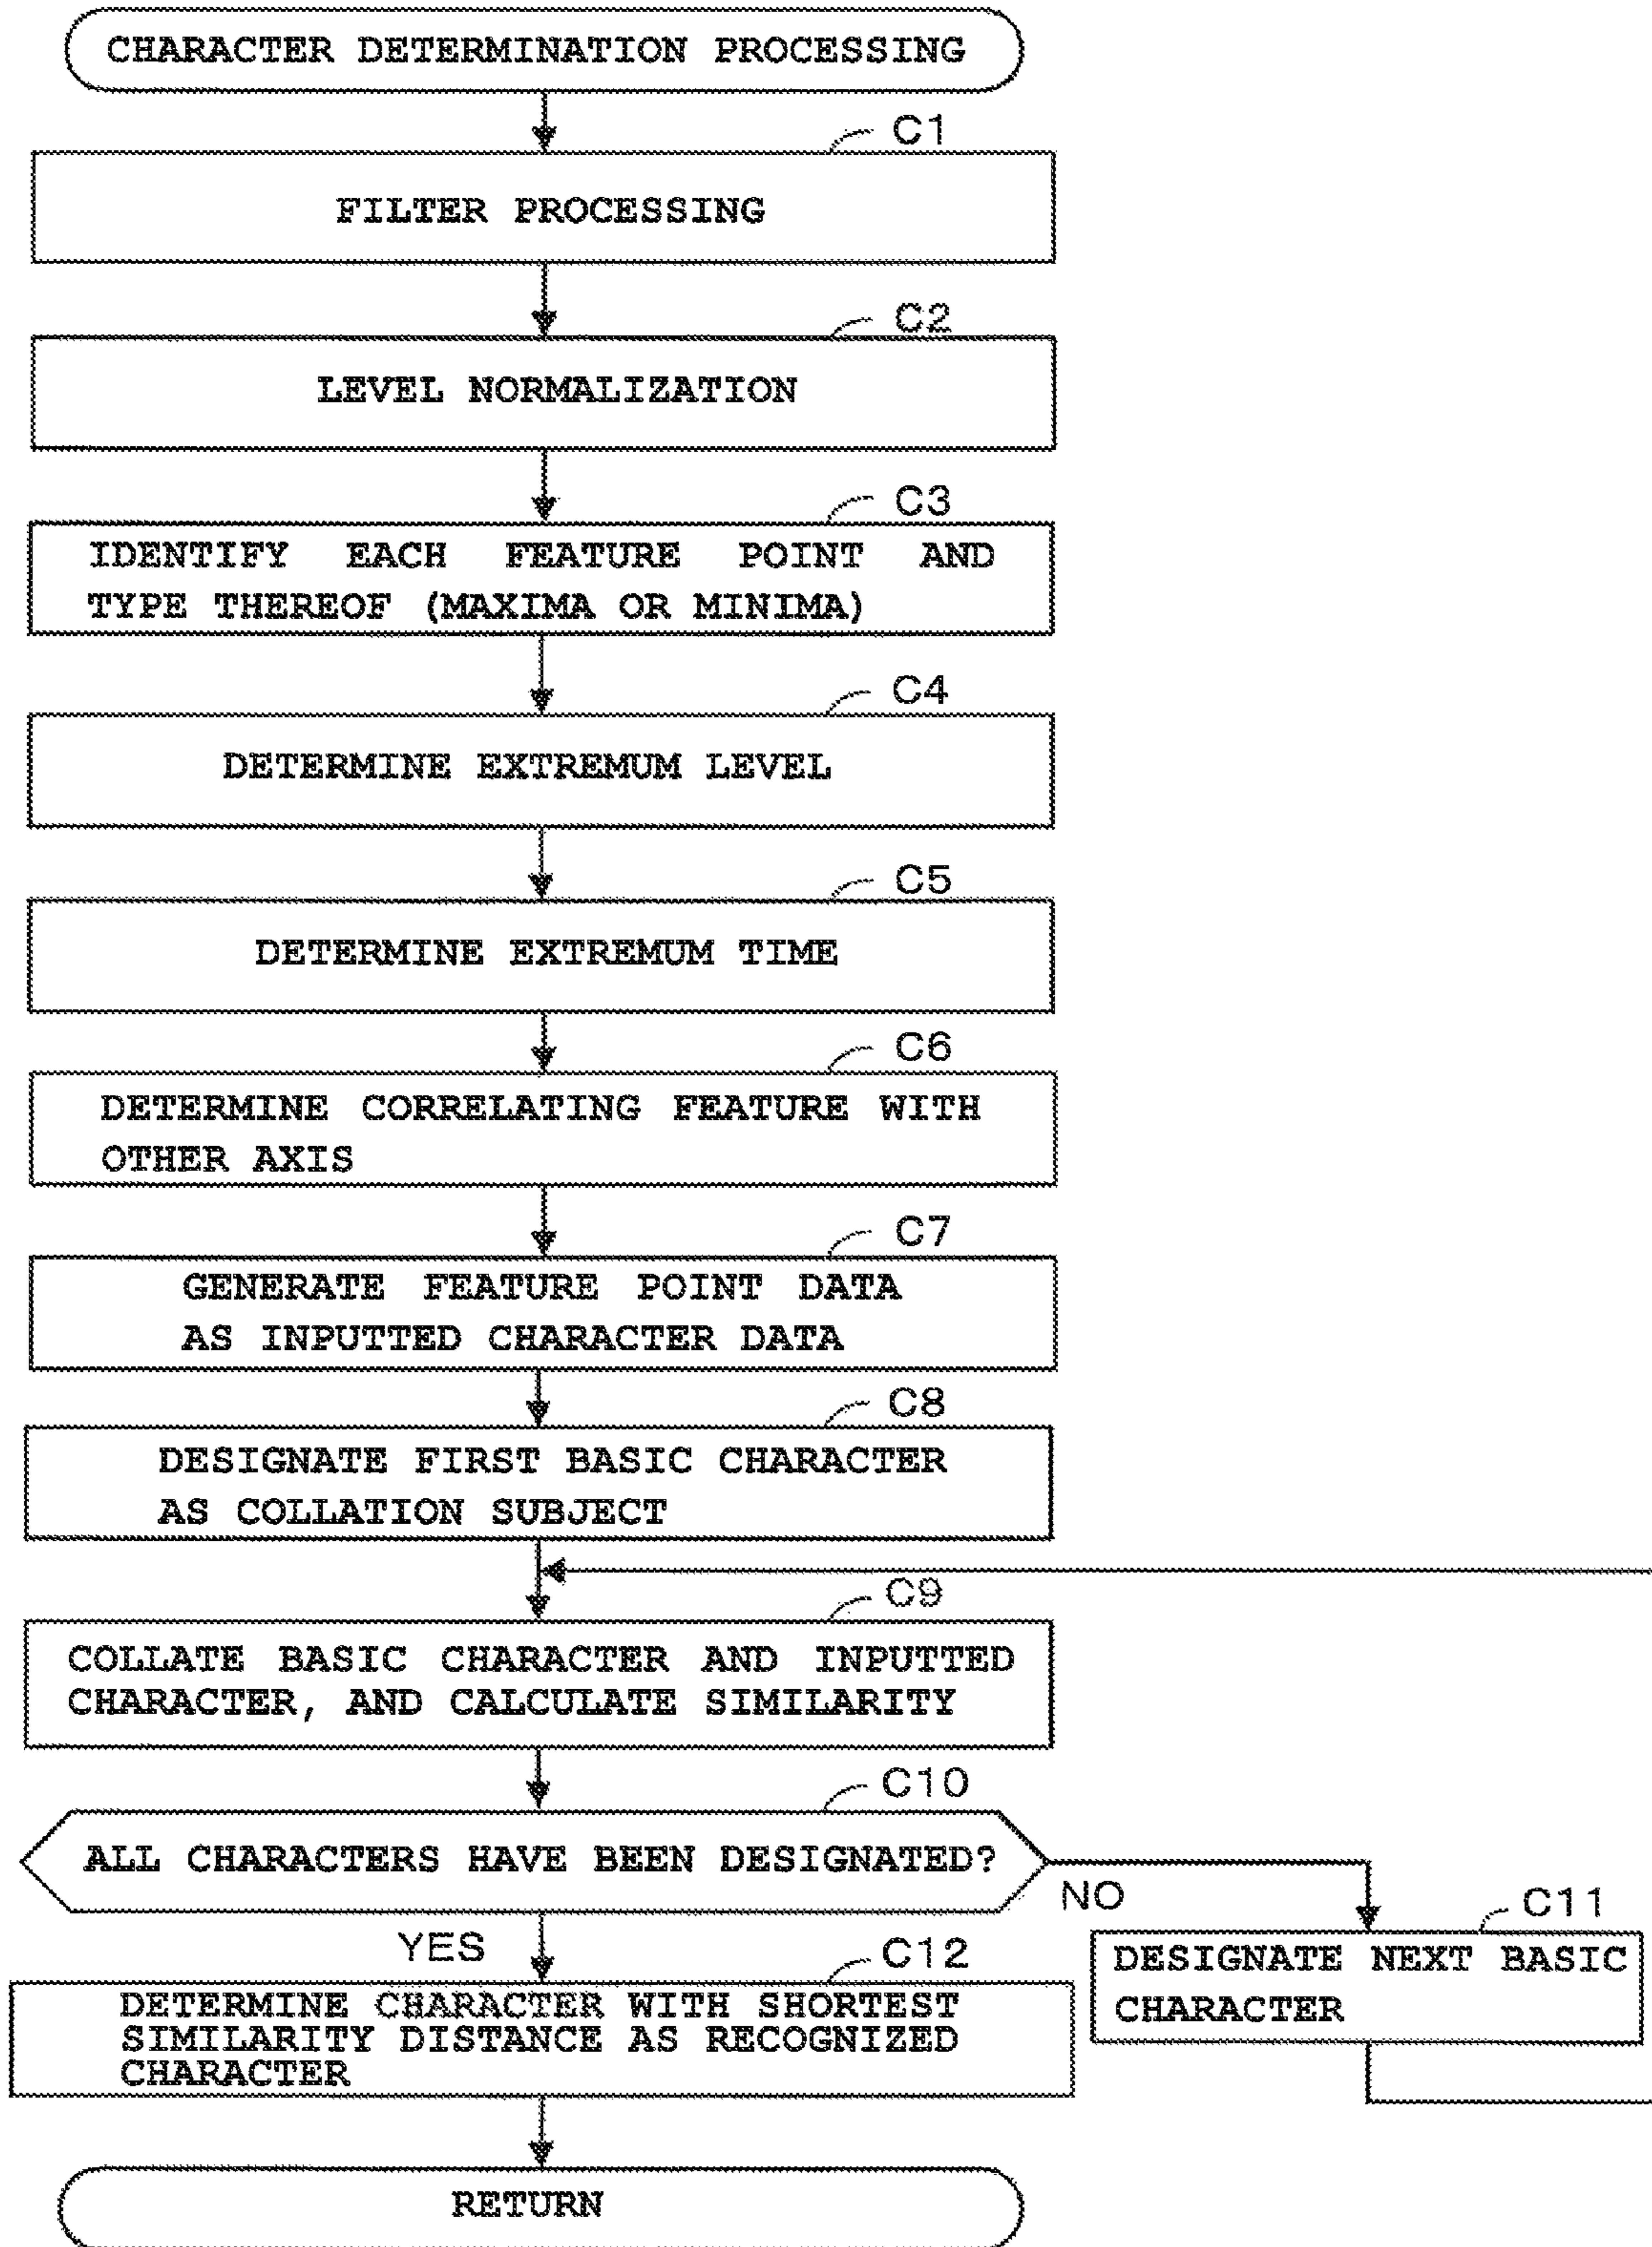 CHARACTER DETERMINATION PROCESSING
C1
FILTER PROCESSING
C2
LEVEL NORMALIZATION
C3
IDENTIFY EACH FEATURE POINT AND
TYPE THEREOF (MAXIMA OR MINIMA)
C4
DETERMINE EXTREMUM LEVEL
C5
DETERMINE EXTREMUM TIME
C6
DETERMINE CORRELATING FEATURE WITH
OTHER AXIS
C7
GENERATE FEATURE POINT DATA
AS INPUTTED CHARACTER DATA
C8
DESIGNATE FIRST BASIC CHARACTER
AS COLLATION SUBJECT
C9
COLLATE BASIC CHARACTER AND INPUTTED
CHARACTER, AND CALCULATE SIMILARITY
C10
ALL CHARACTERS HAVE BEEN DESIGNATED?
NO
C11
DESIGNATE NEXT BASIC
CHARACTER
YES
C12
DETERMINE CHARACTER WITH SHORTEST
SIMILARITY DISTANCE AS RECOGNIZED
CHARACTER
RETURN